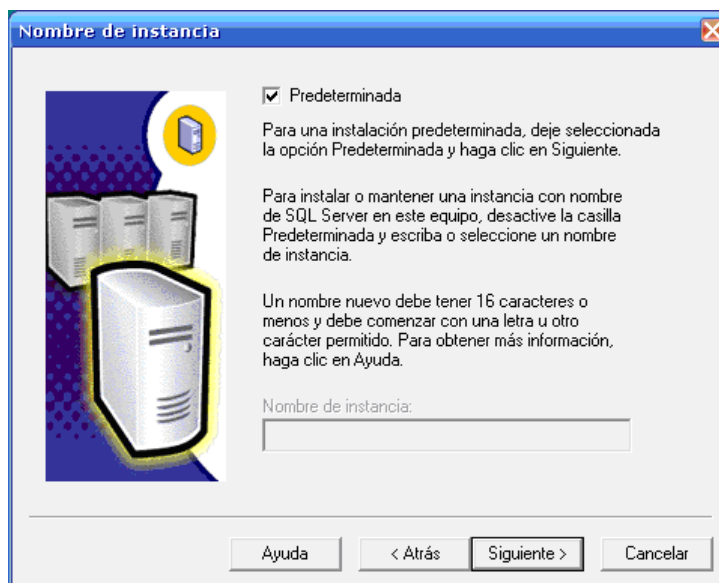 Nombre de instancia
Predeterminada
Para una instalación predeterminada, deje seleccionada
la opción Predeterminada y haga clic en Siguiente.
Para instalar o mantener una instancia con nombre
de SQL Server en este equipo, desactive la casilla
Predeterminada y escriba o seleccione un nombre
de instancia.
Un nombre nuevo debe tener 16 caracteres o
menos y debe comenzar con una letra u otro
carácter permitido. Para obtener más información,
haga clic en Ayuda.
Nombre de instancia:
Ayuda
< Atrás
Siguiente >
Cancelar